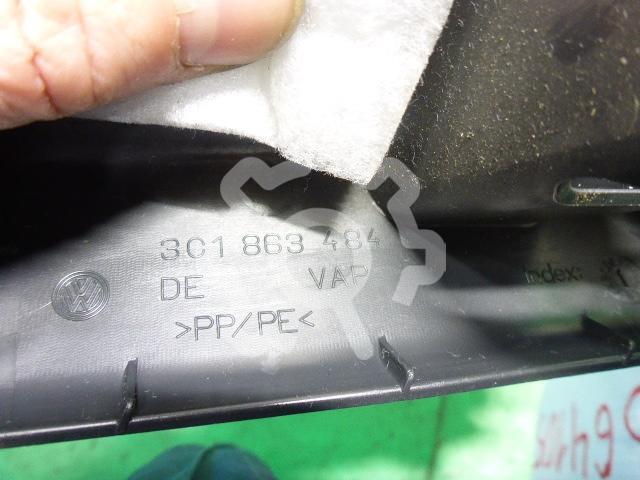 3C1 863 484
DE VAP
>PP/PE<
Index: